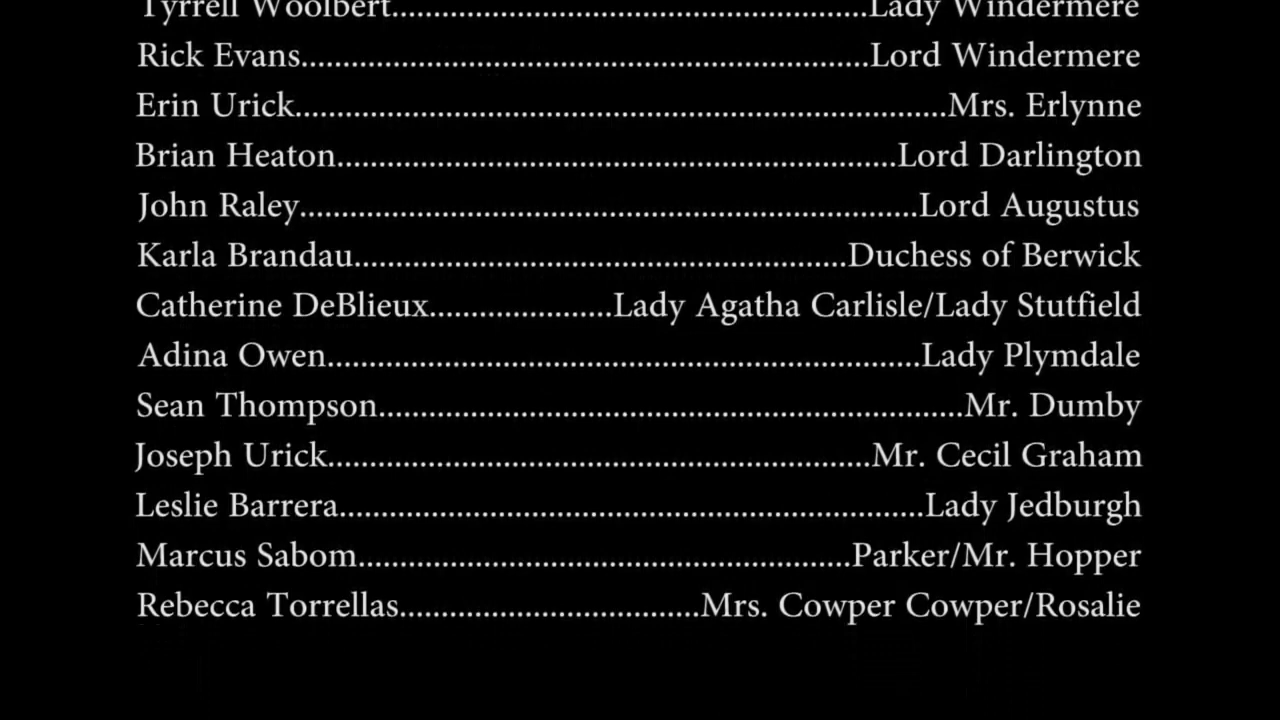 Tyrrell Woolbert..........................................................Lady Windermere
Rick Evans....................................................................Lord Windermere
Erin Urick..............................................................................Mrs. Erlynne
Brian Heaton...................................................................Lord Darlington
John Raley..........................................................................Lord Augustus
Karla Brandau...........................................................Duchess of Berwick
Catherine DeBlieux......................Lady Agatha Carlisle/Lady Stutfield
Adina Owen.......................................................................Lady Plymdale
Sean Thompson......................................................................Mr. Dumby
Joseph Urick.................................................................Mr. Cecil Graham
Leslie Barrera......................................................................Lady Jedburgh
Marcus Sabom...........................................................Parker/Mr. Hopper
Rebecca Torrellas....................................Mrs. Cowper Cowper/Rosalie